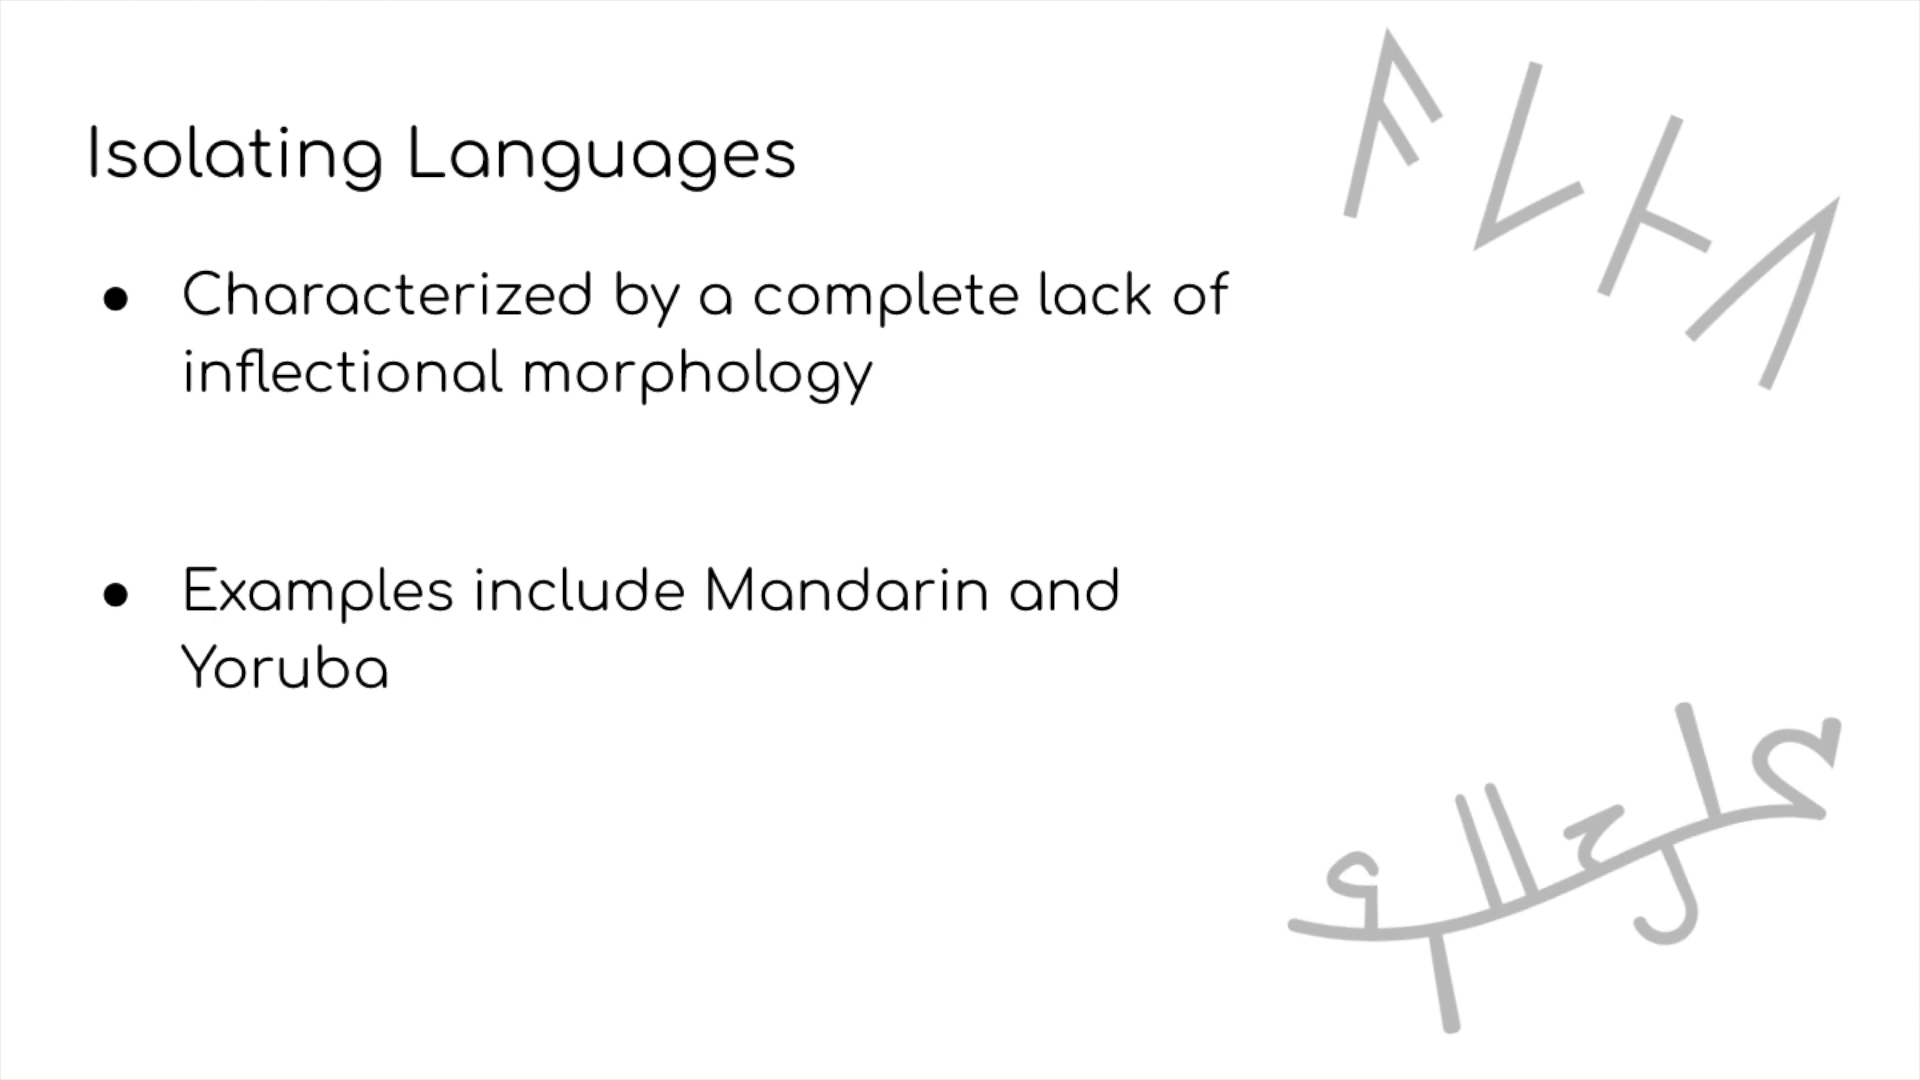 Isolating Languages
● Characterized by a complete lack of
inflectional morphology
● Examples include Mandarin and
Yoruba